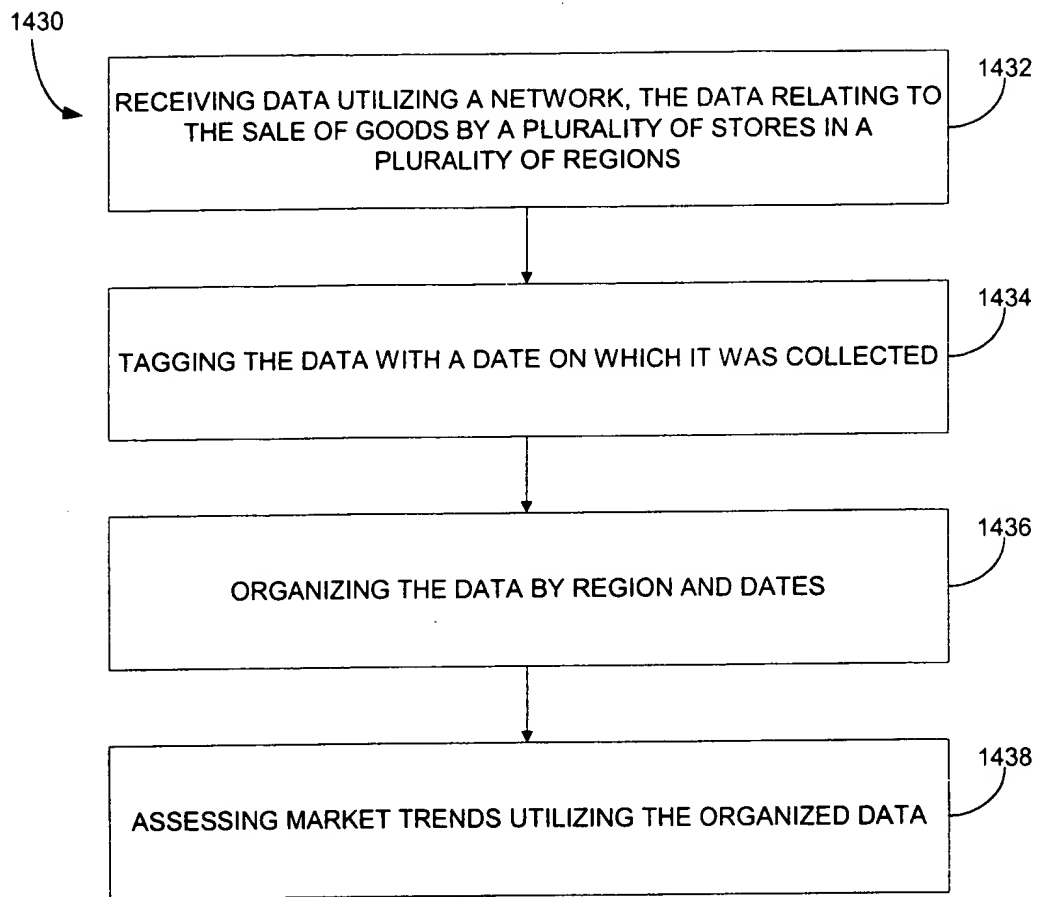 1430
1432
RECEIVING DATA UTILIZING A NETWORK, THE DATA RELATING TO
THE SALE OF GOODS BY A PLURALITY OF STORES IN A
PLURALITY OF REGIONS
1434
TAGGING THE DATA WITH A DATE ON WHICH IT WAS COLLECTED
1436
ORGANIZING THE DATA BY REGION AND DATES
1438
ASSESSING MARKET TRENDS UTILIZING THE ORGANIZED DATA